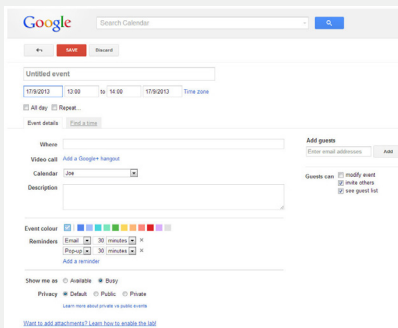 Google
Search Calendar
SAVE
Discard
Untitled event
17/9/2013 13:00 to 14:00 17/9/2013 Time zone
All day Repeat...
Event details Find a time
Where
Video call Add a Google+ hangout
Calendar Joe
Description
Event colour
Reminders Email 30 minutes ×
Pop-up 30 minutes ×
Add a reminder
Show me as Available Busy
Privacy Default Public Private
Learn more about private vs public events
Want to add attachments? Learn how to enable the lab!
Add guests
Enter email addresses Add
Guests can modify event
invite others
see guest list